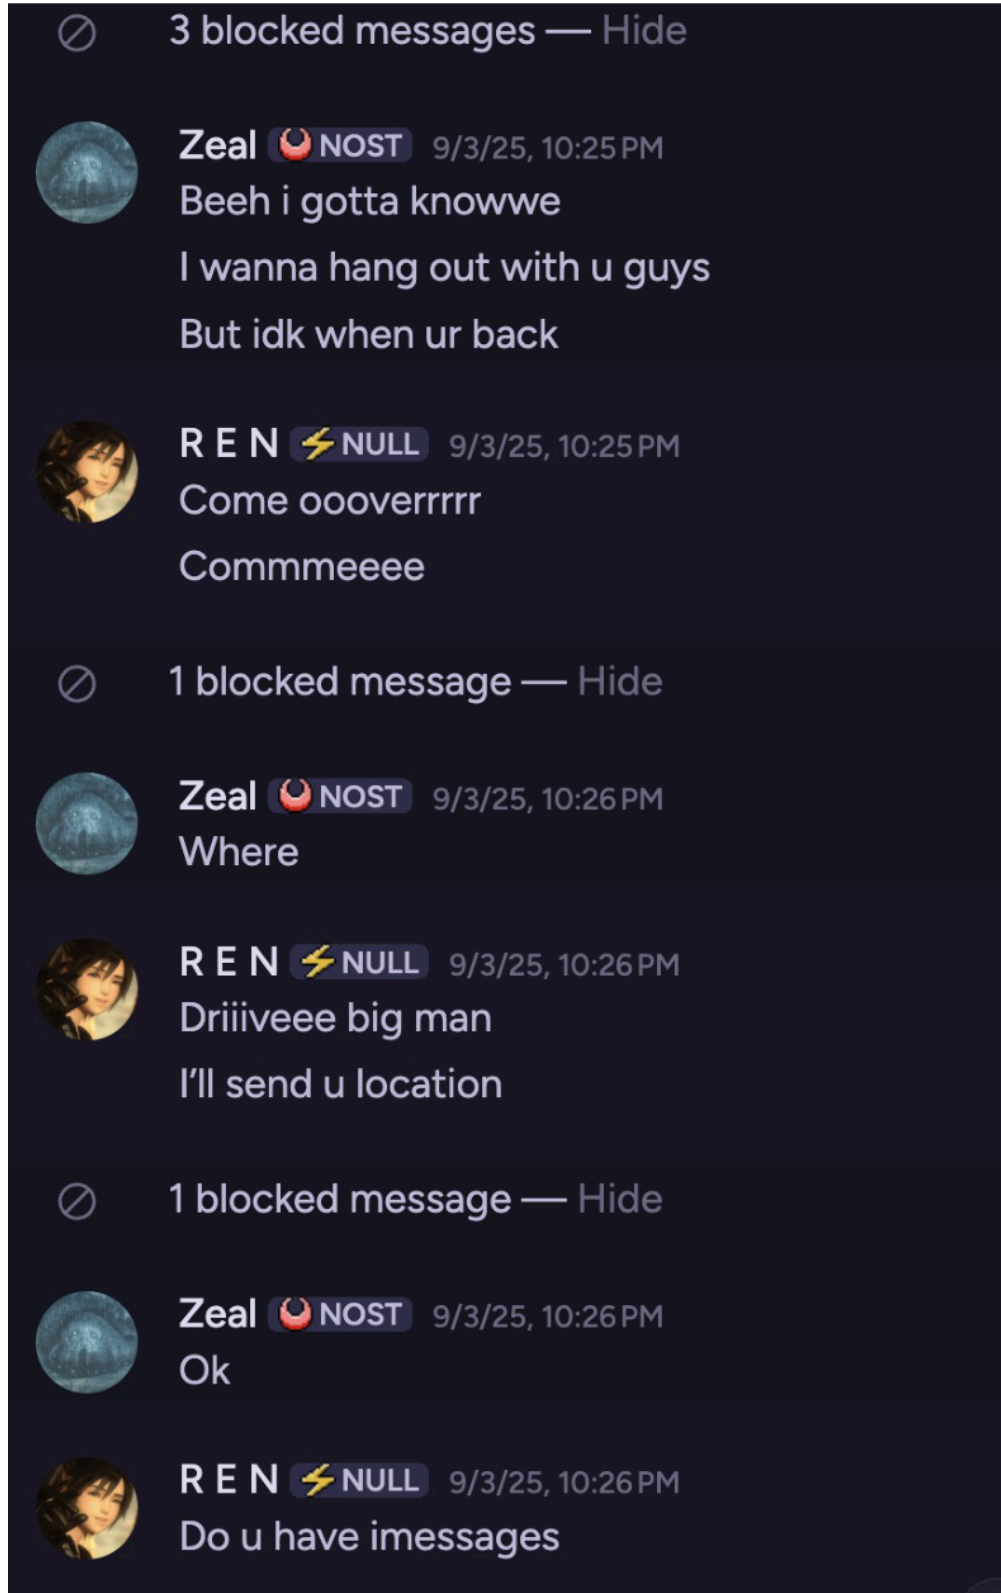 3 blocked messages — Hide
Zeal NOST 9/3/25, 10:25 PM
Beeh i gotta knowwe
I wanna hang out with u guys
But idk when ur back
R E N NULL 9/3/25, 10:25 PM
Come oooverrrrr
Commmeeee
1 blocked message — Hide
Zeal NOST 9/3/25, 10:26 PM
Where
R E N NULL 9/3/25, 10:26 PM
Driiiveee big man
I'll send u location
1 blocked message — Hide
Zeal NOST 9/3/25, 10:26 PM
Ok
R E N NULL 9/3/25, 10:26 PM
Do u have imessages